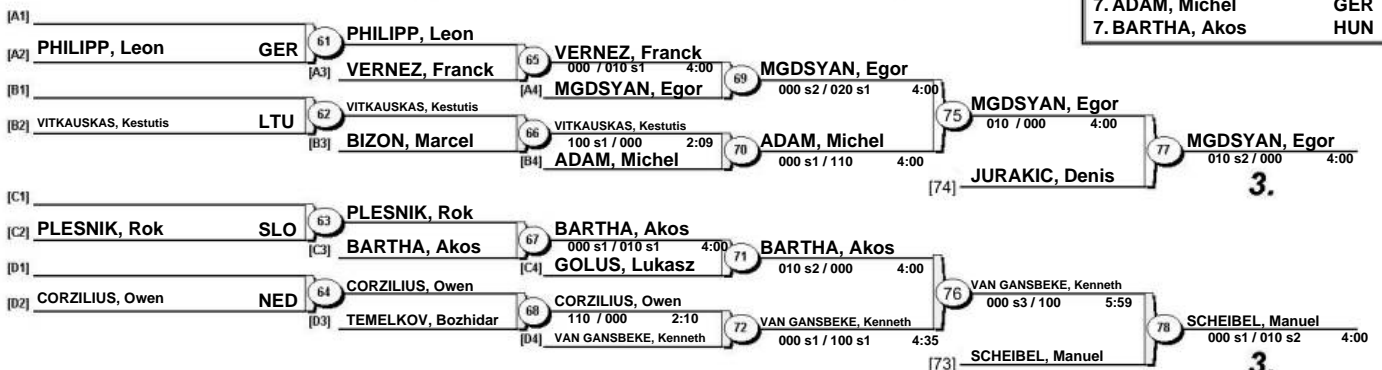 7. ADAM, Michel GER
7. BARTHA, Akos HUN
[A1]
[A2] PHILIPP, Leon GER
61
PHILIPP, Leon
[A3] VERNEZ, Franck
65
VERNEZ, Franck
000 / 010 s1 4:00
[A4] MGDSYAN, Egor
69
MGDSYAN, Egor
000 s2 / 020 s1 4:00
[B1]
[B2] VITKAUSKAS, Kestutis LTU
62
VITKAUSKAS, Kestutis
[B3] BIZON, Marcel
66
VITKAUSKAS, Kestutis
100 s1 / 000 2:09
[B4] ADAM, Michel
70
ADAM, Michel
000 s1 / 110 4:00
75
MGDSYAN, Egor
010 / 000 4:00
[74] JURAKIC, Denis
77
MGDSYAN, Egor
010 s2 / 000 4:00
3.
[C1]
[C2] PLESNIK, Rok SLO
63
PLESNIK, Rok
[C3] BARTHA, Akos
67
BARTHA, Akos
000 s1 / 010 s1 4:00
[C4] GOLUS, Lukasz
71
BARTHA, Akos
010 s2 / 000 4:00
[D1]
[D2] CORZILIUS, Owen NED
64
CORZILIUS, Owen
[D3] TEMELKOV, Bozhidar
68
CORZILIUS, Owen
110 / 000 2:10
[D4] VAN GANSBEKE, Kenneth
72
VAN GANSBEKE, Kenneth
000 s1 / 100 s1 4:35
76
VAN GANSBEKE, Kenneth
000 s3 / 100 5:59
[73] SCHEIBEL, Manuel
78
SCHEIBEL, Manuel
000 s1 / 010 s2 4:00
3.